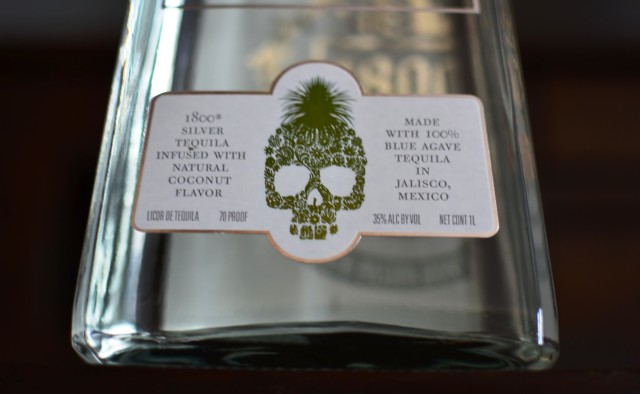 1800®
SILVER
TEQUILA
INFUSED WITH
NATURAL
COCONUT
FLAVOR
LICOR DE TEQUILA 70 PROOF
MADE
WITH 100%
BLUE AGAVE
TEQUILA
IN
JALISCO,
MEXICO
35% ALC BY VOL NET CONT 1L